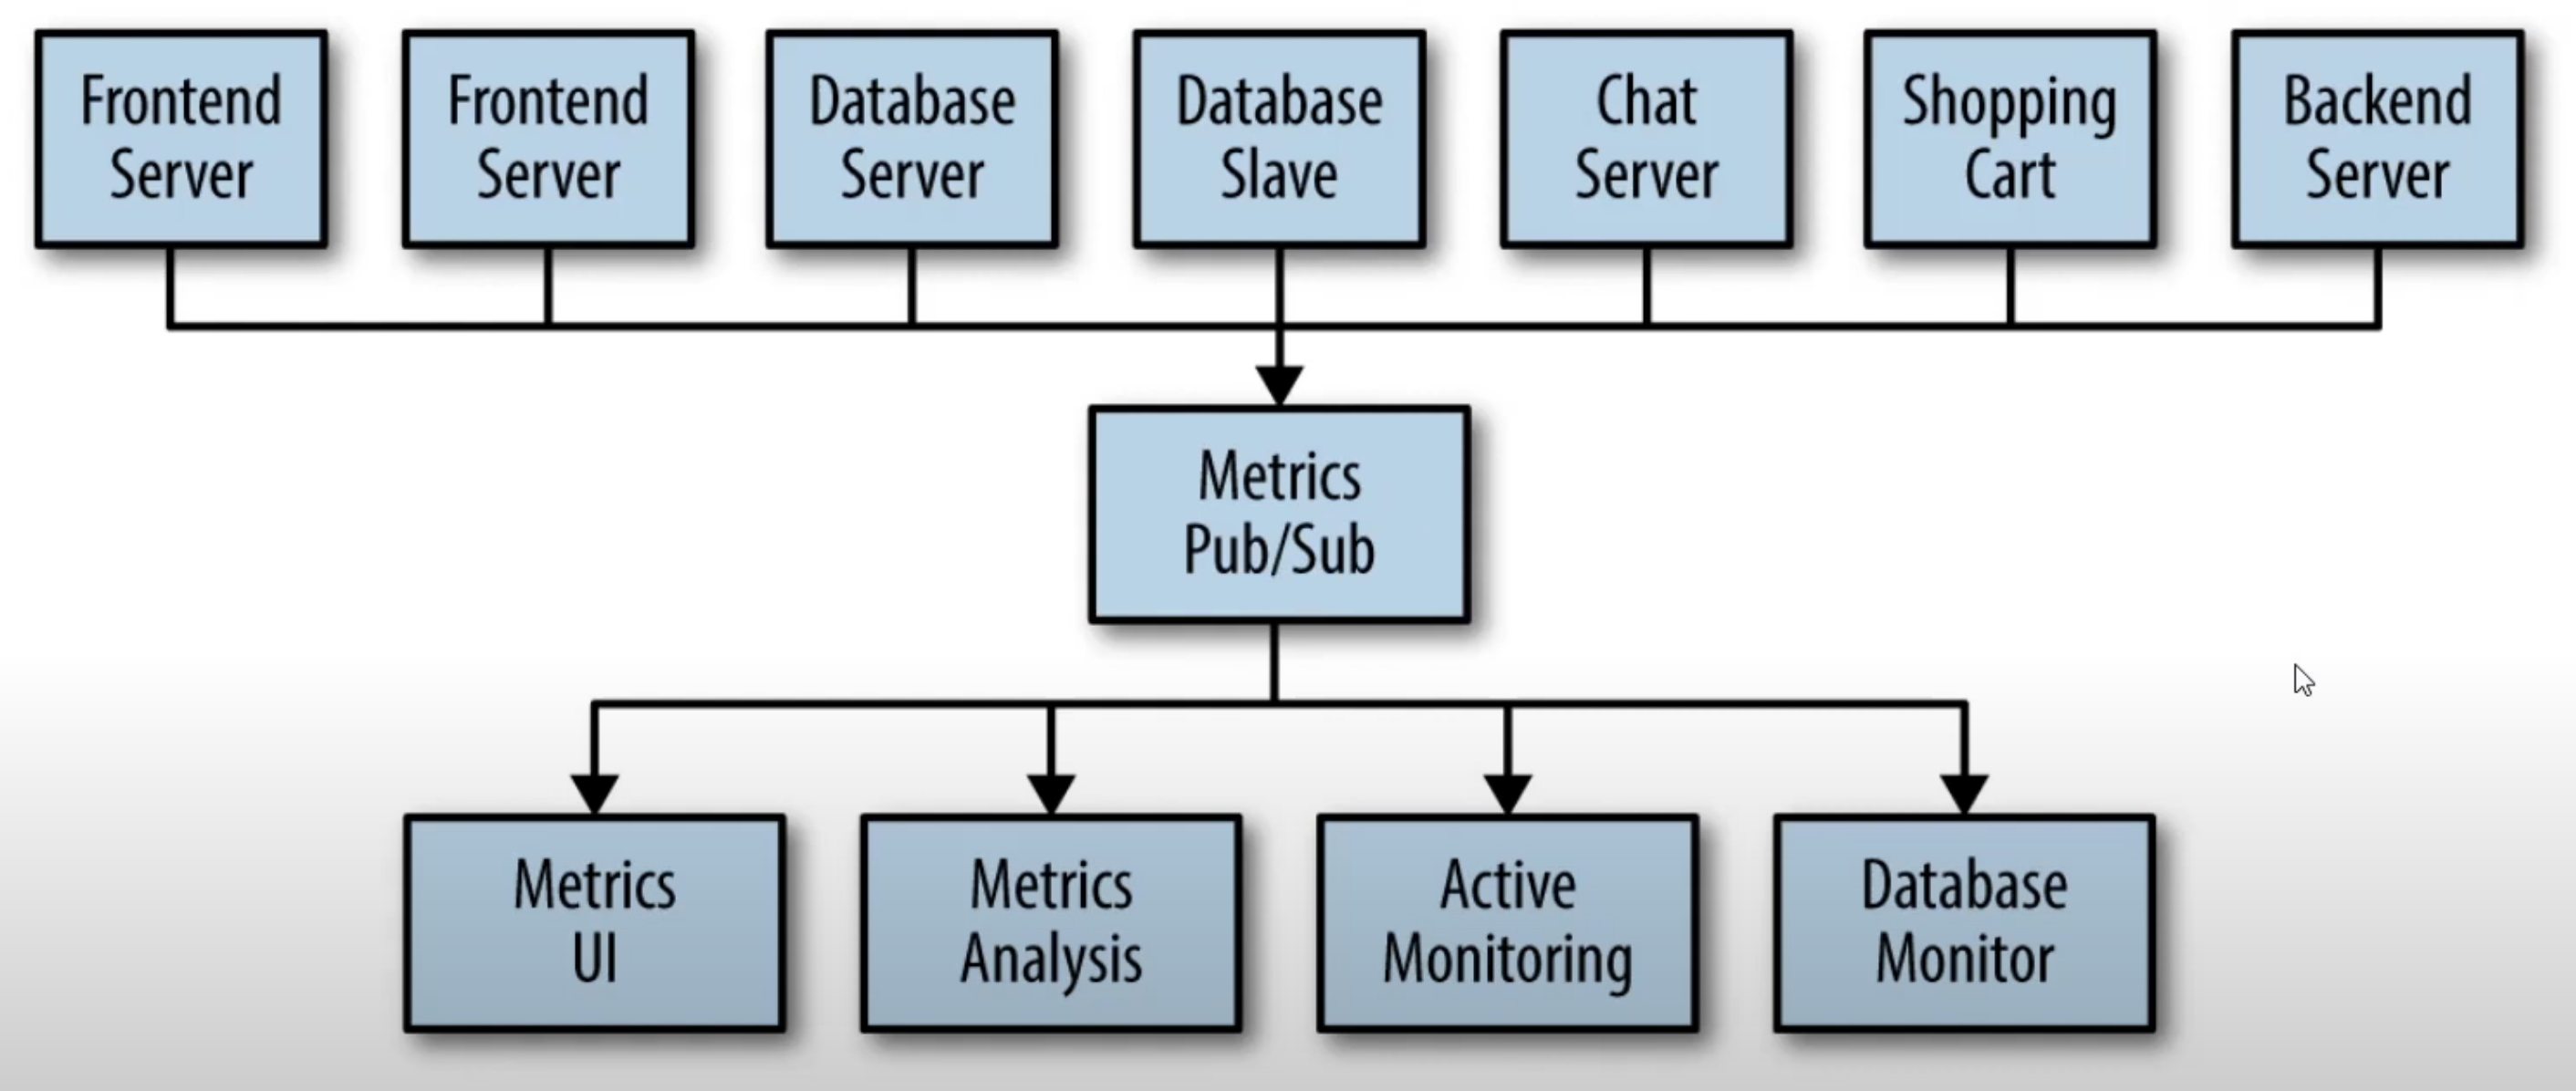 Frontend
Server
Frontend
Server
Database
Server
Database
Slave
Chat
Server
Shopping
Cart
Backend
Server
Metrics
Pub/Sub
Metrics
UI
Metrics
Analysis
Active
Monitoring
Database
Monitor